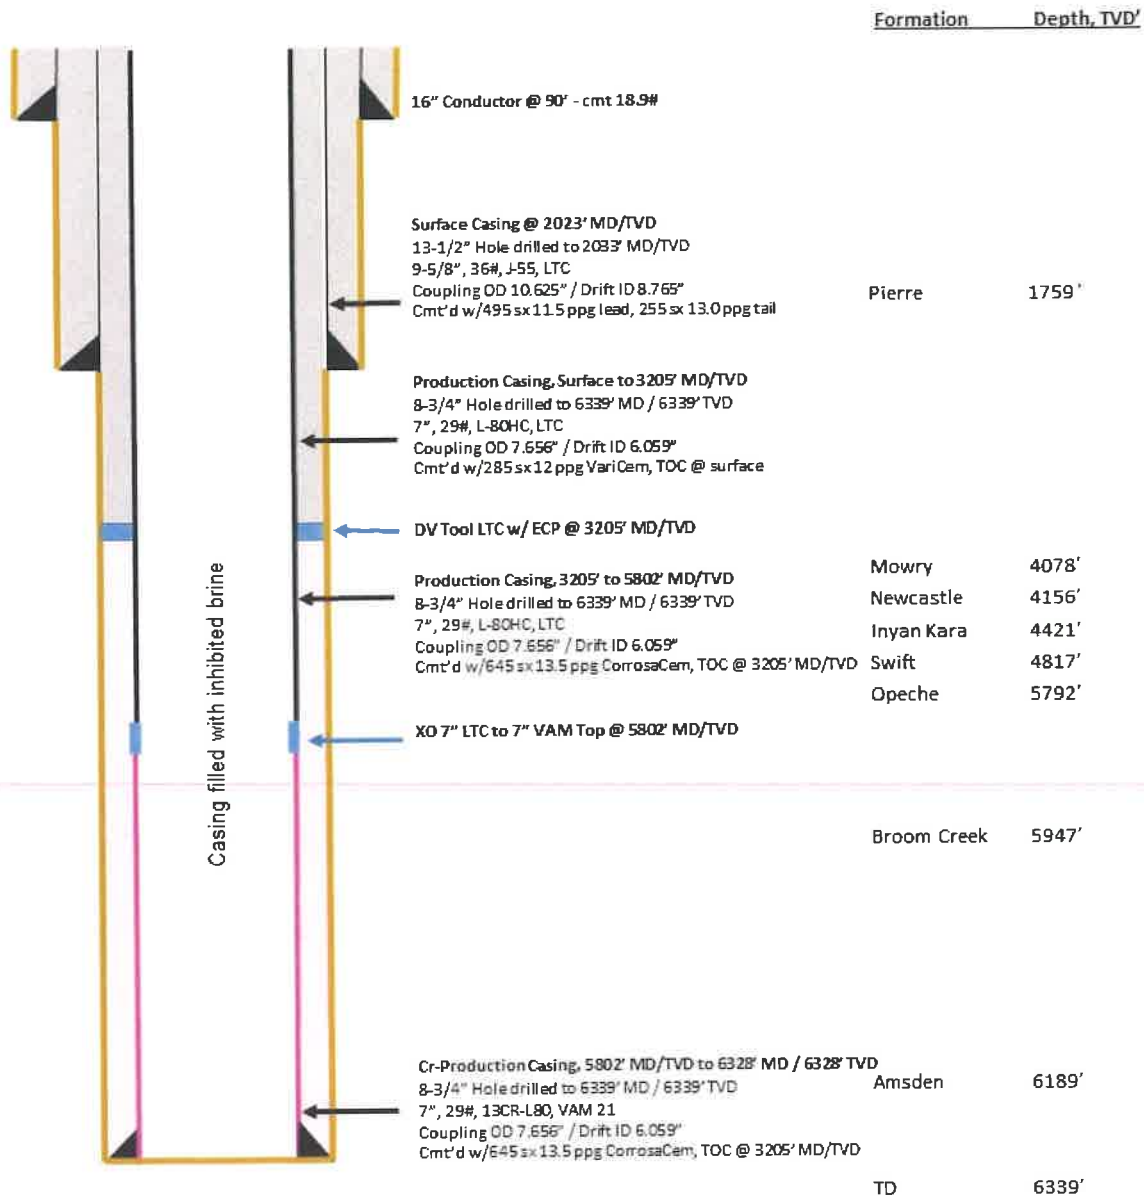 Formation Depth, TVD'
16" Conductor @ 90' - cmt 18.9#
Surface Casing @ 2023' MD/TVD
13-1/2" Hole drilled to 2033' MD/TVD
9-5/8", 36#, J-55, LTC
Coupling OD 10.625" / Drift ID 8.765"
Cmt'd w/495 sx 11.5 ppg lead, 255 sx 13.0 ppg tail
Pierre 1759'
Production Casing, Surface to 3205' MD/TVD
8-3/4" Hole drilled to 6339' MD / 6339' TVD
7", 29#, L-80HC, LTC
Coupling OD 7.656" / Drift ID 6.059"
Cmt'd w/285 sx 12 ppg VariCem, TOC @ surface
DV Tool LTC w/ ECP @ 3205' MD/TVD
Production Casing, 3205' to 5802' MD/TVD
8-3/4" Hole drilled to 6339' MD / 6339' TVD
7", 29#, L-80HC, LTC
Coupling OD 7.656" / Drift ID 6.059"
Cmt'd w/645 sx 13.5 ppg CorrosaCem, TOC @ 3205' MD/TVD
Mowry 4078'
Newcastle 4156'
Inyan Kara 4421'
Swift 4817'
Opeche 5792'
Casing filled with inhibited brine
XO 7" LTC to 7" VAM Top @ 5802' MD/TVD
Broom Creek 5947'
Cr-Production Casing, 5802' MD/TVD to 6328' MD / 6328' TVD
8-3/4" Hole drilled to 6339' MD / 6339' TVD
7", 29#, 13CR-L80, VAM 21
Coupling OD 7.656" / Drift ID 6.059"
Cmt'd w/645 sx 13.5 ppg CorrosaCem, TOC @ 3205' MD/TVD
Amsden 6189'
TD 6339'